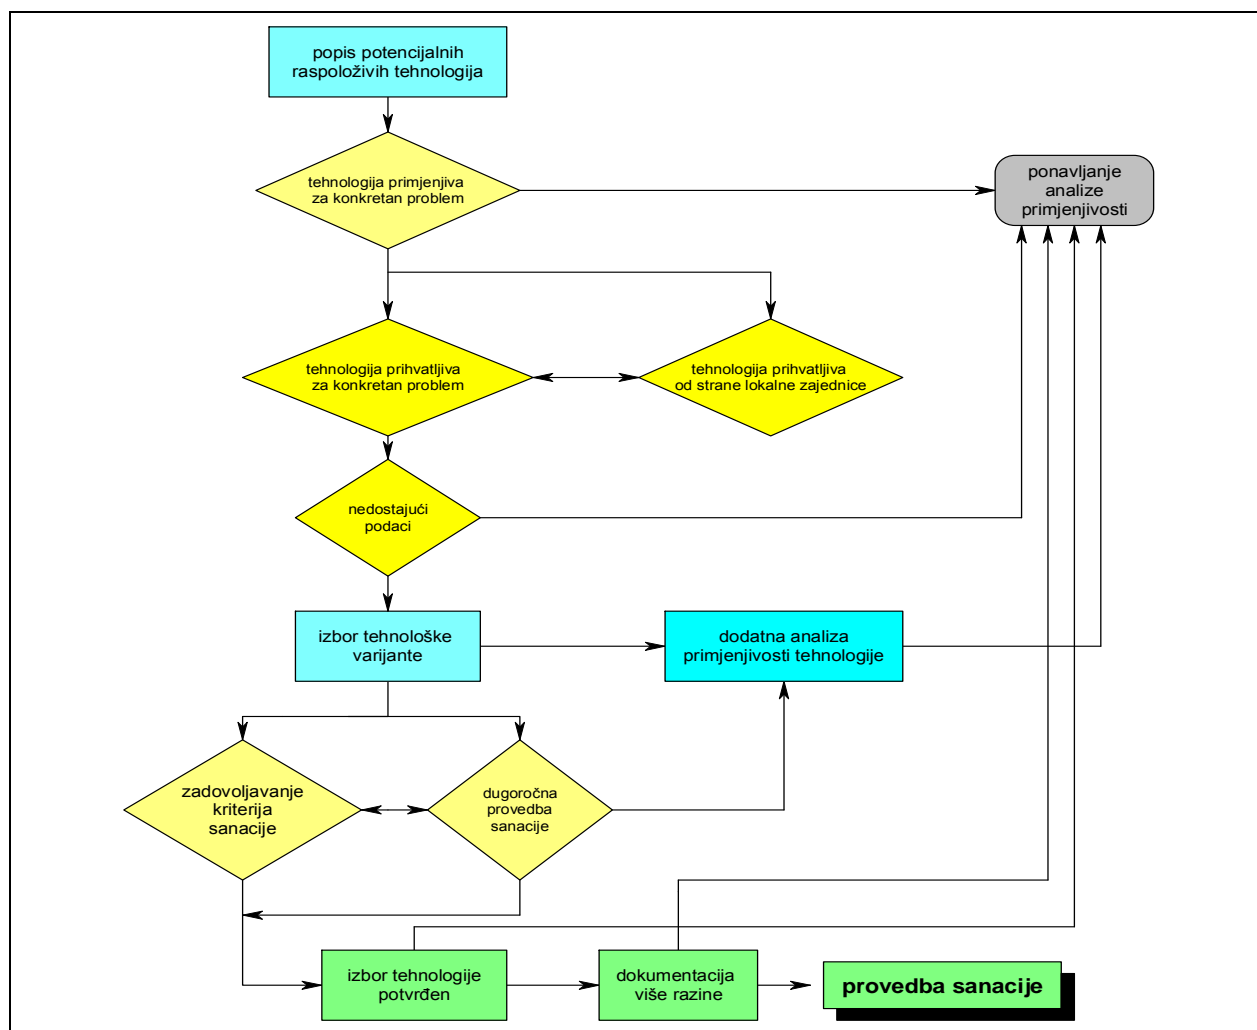 popis potencijalnih
raspoloživih tehnologija
tehnologija primjenjiva
za konkretan problem
ponavljanje
analize
primjenjivosti
tehnologija prihvatljiva
za konkretan problem
tehnologija prihvatljiva
od strane lokalne zajednice
nedostajući
podaci
izbor tehnološke
varijante
dodatna analiza
primjenjivosti tehnologije
zadovoljavanje
kriterija
sanacije
dugoročna
provedba
sanacije
izbor tehnologije
potvrđen
dokumentacija
više razine
provedba sanacije